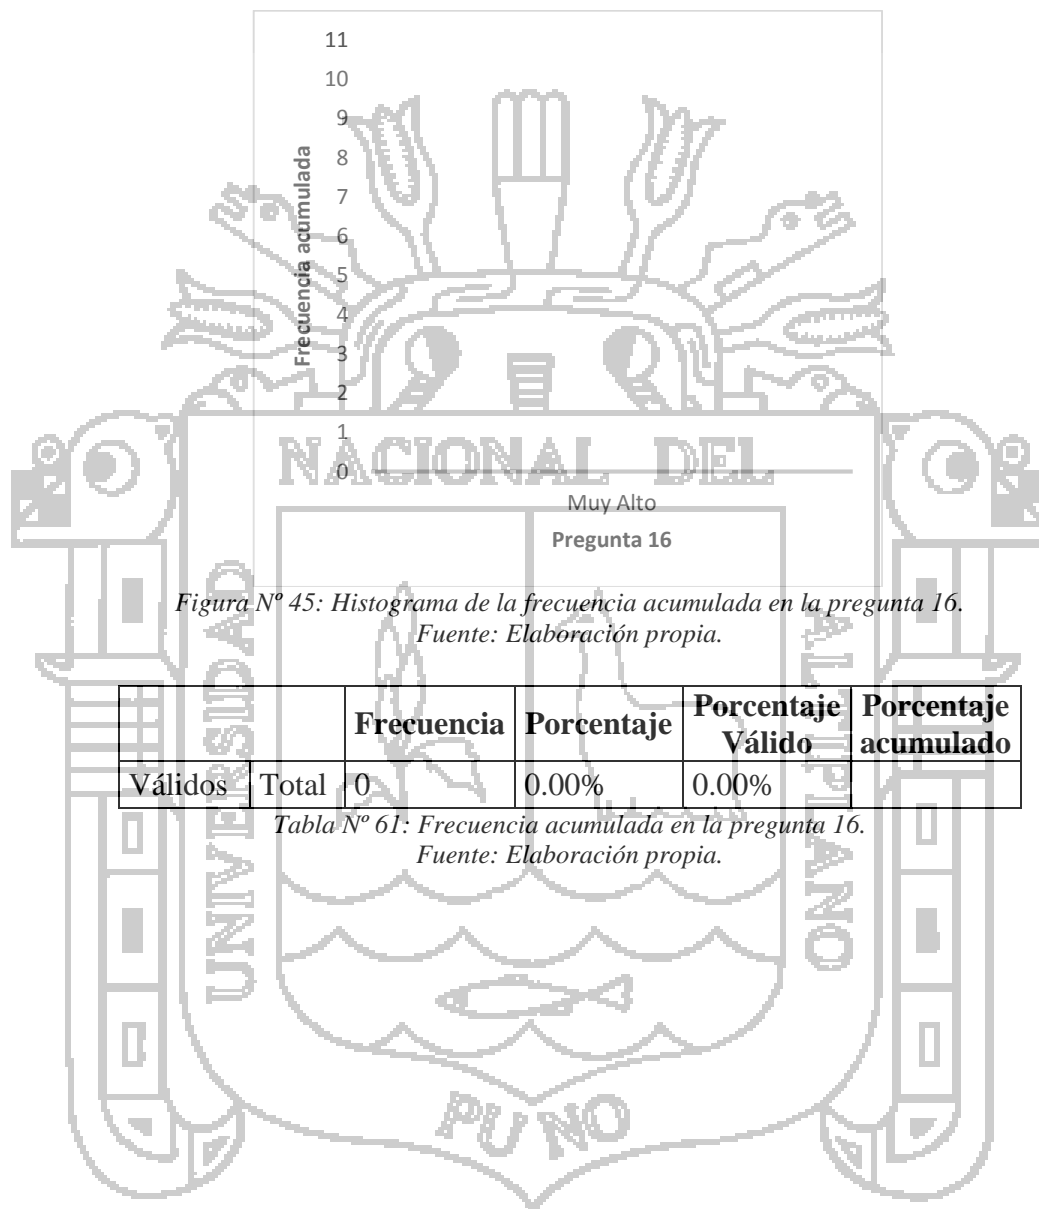 11
10
9
8
7
6
5
4
3
2
1
0
Frecuencia acumulada
Muy Alto
Pregunta 16
Figura Nº 45: Histograma de la frecuencia acumulada en la pregunta 16.
Fuente: Elaboración propia.
Frecuencia Porcentaje Porcentaje Válido Porcentaje acumulado
Válidos Total 0 0.00% 0.00%
Tabla Nº 61: Frecuencia acumulada en la pregunta 16.
Fuente: Elaboración propia.
UNIVERSIDAD
NACIONAL DEL
ALTIPLANO
PUNO